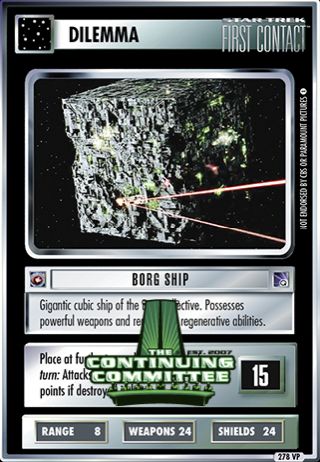 DILEMMA
STAR TREK
FIRST CONTACT
NOT ENDORSED BY CBS OR PARAMOUNT PICTURES
BORG SHIP
Gigantic cubic ship of the Possesses
powerful weapons and regenerative abilities.
Place at
turn: Attacks
points if
THE
CONTINUING
COMMITTEE
EST. 2007
15
RANGE 8 WEAPONS 24 SHIELDS 24
278 VP